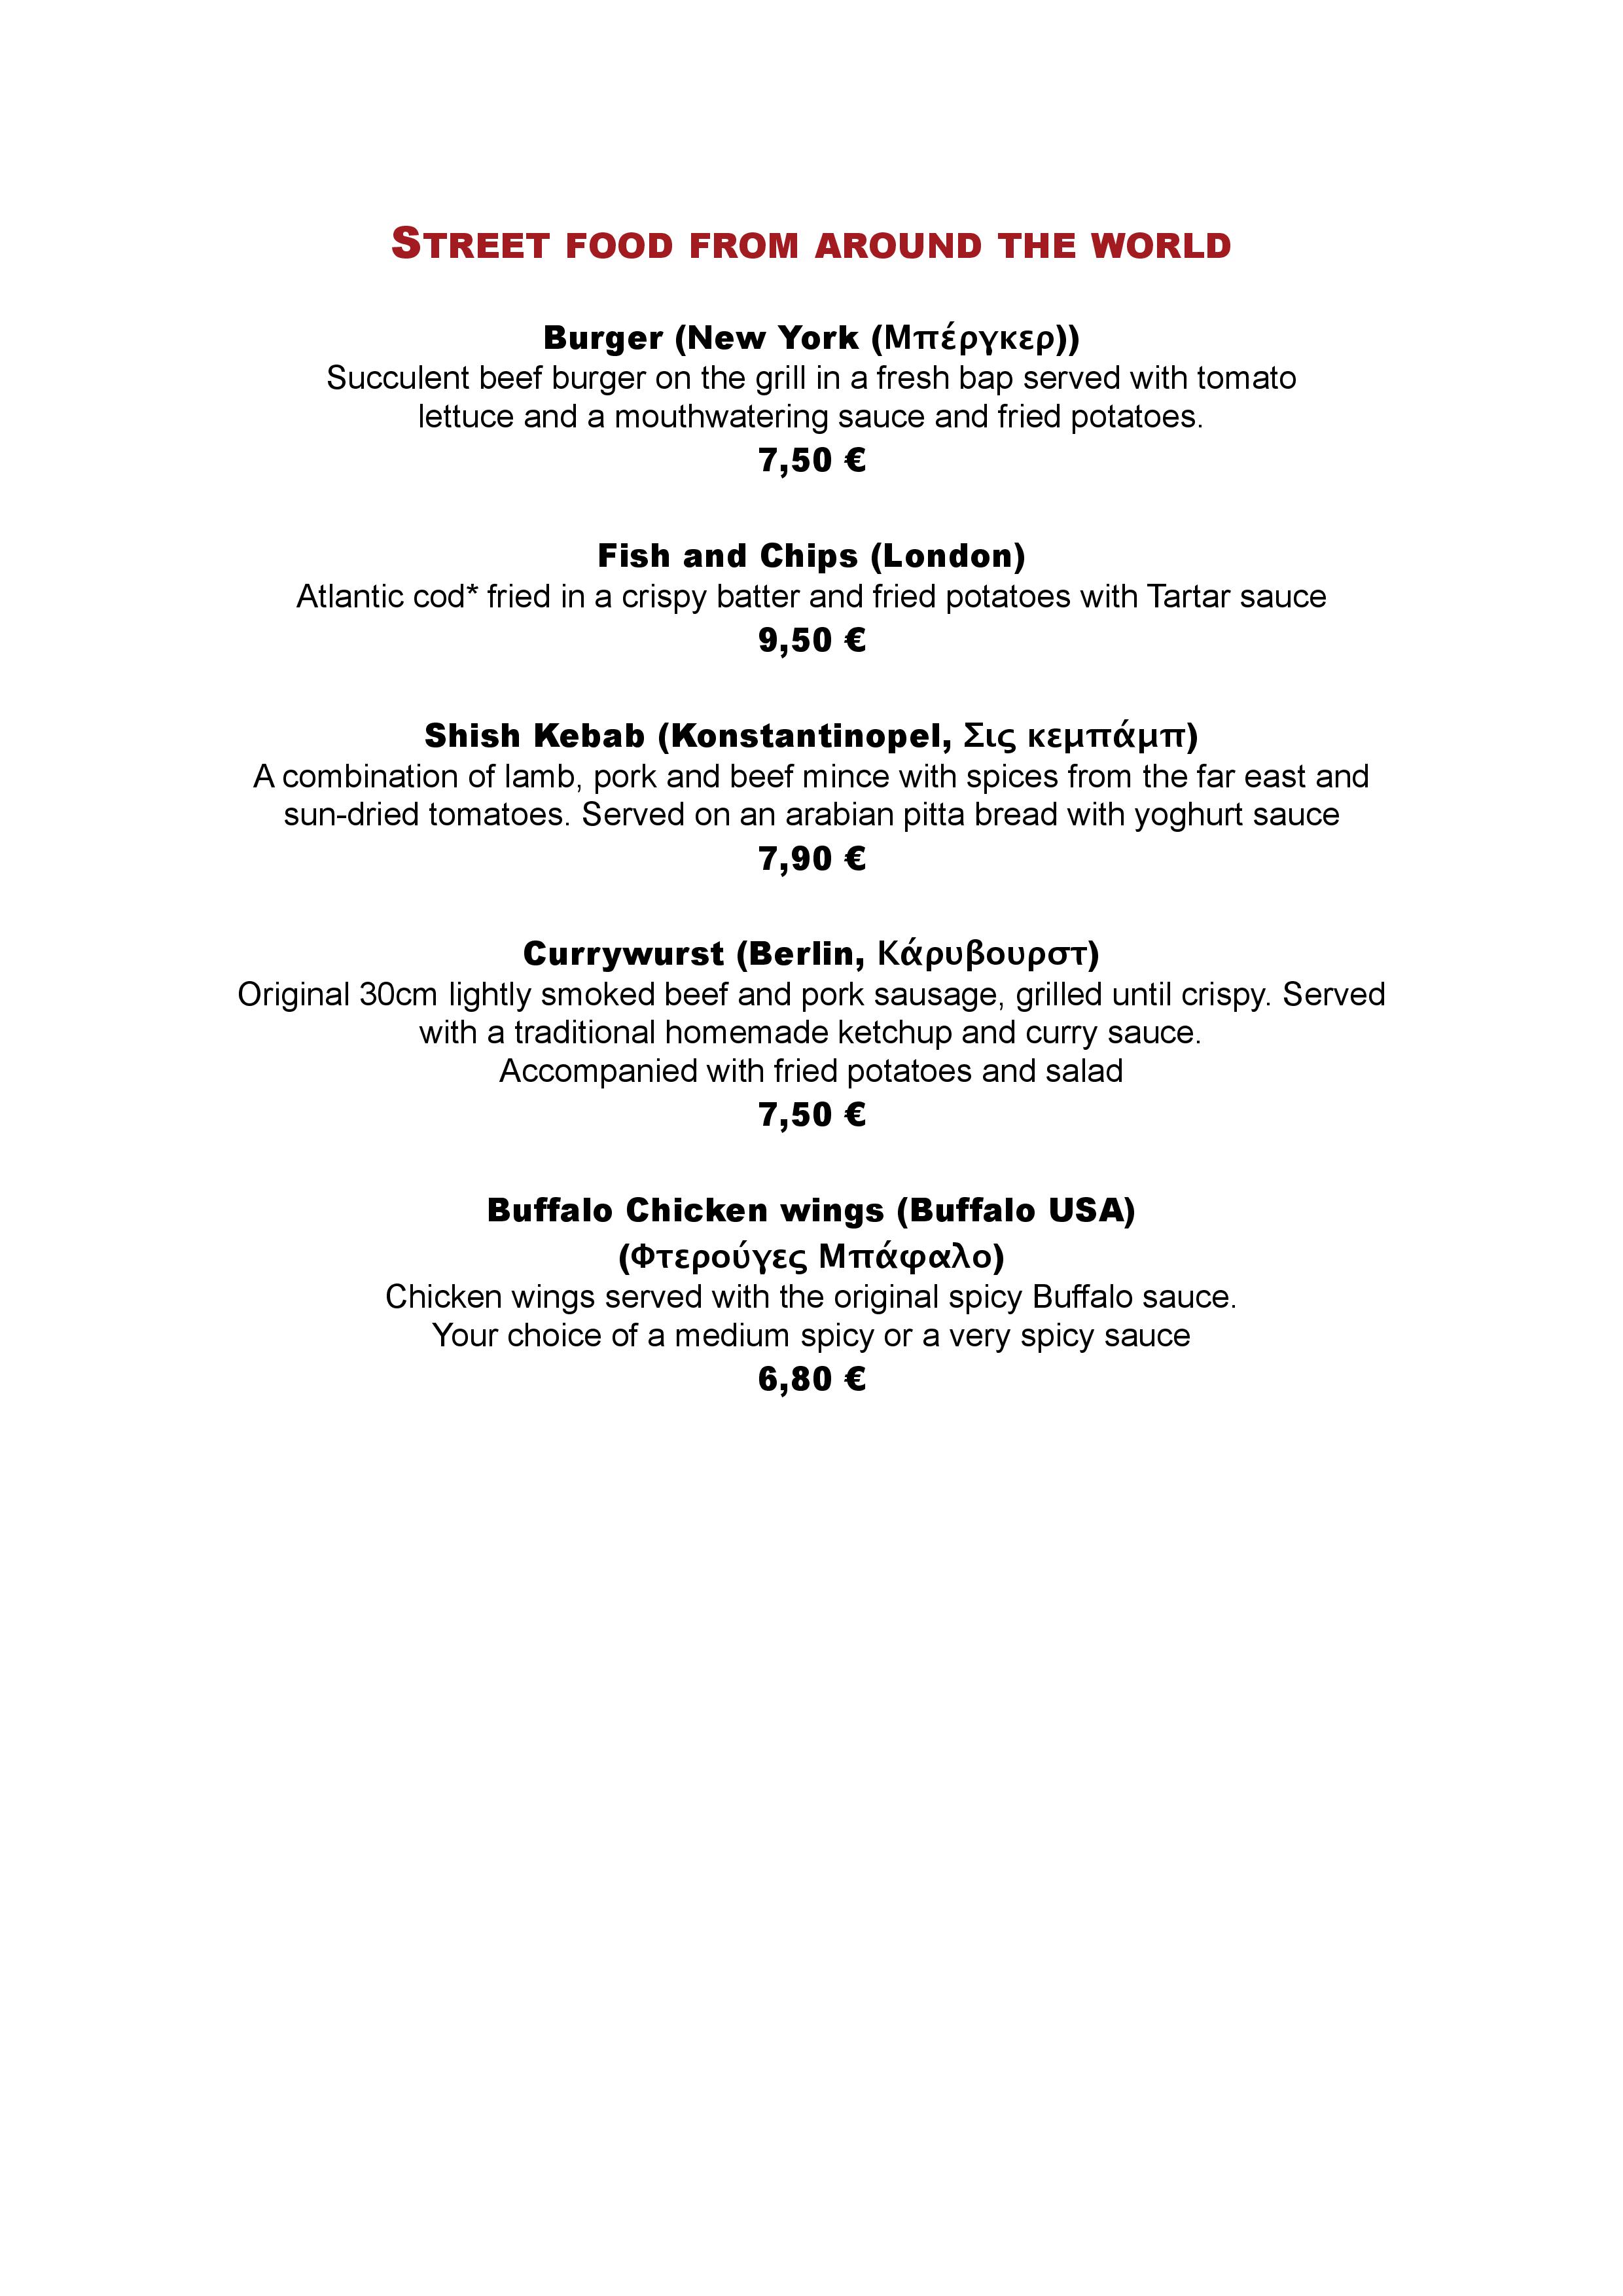 STREET FOOD FROM AROUND THE WORLD
Burger (New York (Μπέργκερ))
Succulent beef burger on the grill in a fresh bap served with tomato
lettuce and a mouthwatering sauce and fried potatoes.
7,50 €
Fish and Chips (London)
Atlantic cod* fried in a crispy batter and fried potatoes with Tartar sauce
9,50 €
Shish Kebab (Konstantinopel, Σις κεμπάμπ)
A combination of lamb, pork and beef mince with spices from the far east and
sun-dried tomatoes. Served on an arabian pitta bread with yoghurt sauce
7,90 €
Currywurst (Berlin, Κάρυβουρστ)
Original 30cm lightly smoked beef and pork sausage, grilled until crispy. Served
with a traditional homemade ketchup and curry sauce.
Accompanied with fried potatoes and salad
7,50 €
Buffalo Chicken wings (Buffalo USA)
(Φτερούγες Μπάφαλο)
Chicken wings served with the original spicy Buffalo sauce.
Your choice of a medium spicy or a very spicy sauce
6,80 €